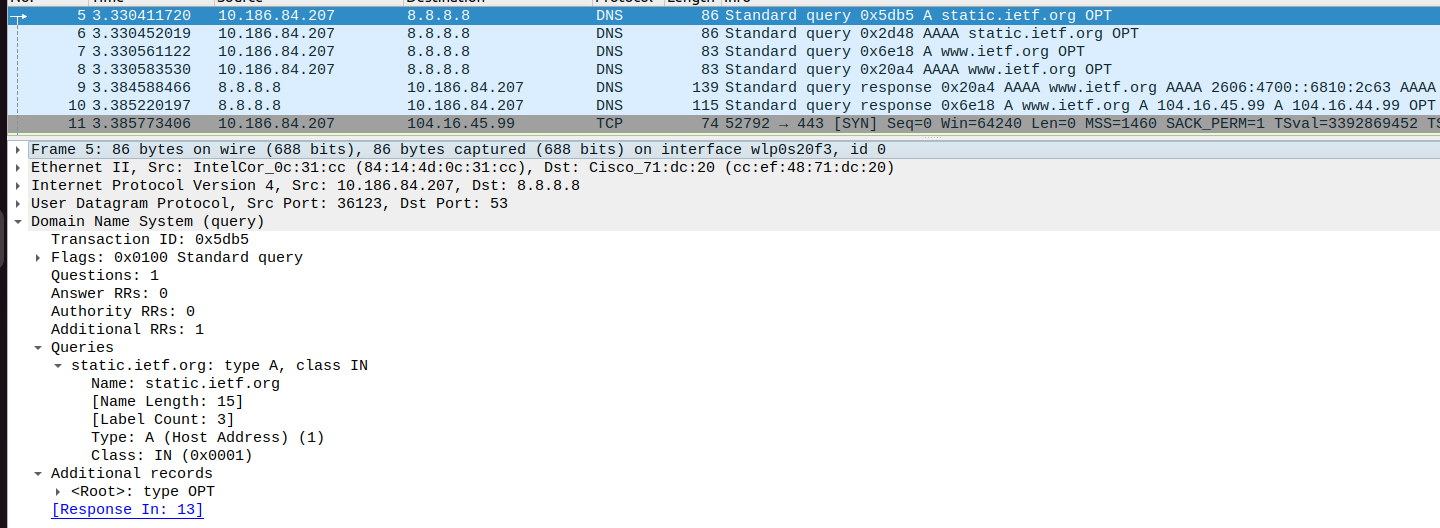 5 3.330411720 10.186.84.207 8.8.8.8 DNS 86 Standard query 0x5db5 A static.ietf.org OPT
6 3.330452019 10.186.84.207 8.8.8.8 DNS 86 Standard query 0x2d48 AAAA static.ietf.org OPT
7 3.330561122 10.186.84.207 8.8.8.8 DNS 83 Standard query 0x6e18 A www.ietf.org OPT
8 3.330583530 10.186.84.207 8.8.8.8 DNS 83 Standard query 0x20a4 AAAA www.ietf.org OPT
9 3.384588466 8.8.8.8 10.186.84.207 DNS 139 Standard query response 0x20a4 AAAA www.ietf.org AAAA 2606:4700::6810:2c63 AAAA
10 3.385220197 8.8.8.8 10.186.84.207 DNS 115 Standard query response 0x6e18 A www.ietf.org A 104.16.45.99 A 104.16.44.99 OPT
11 3.385773406 10.186.84.207 104.16.45.99 TCP 74 52792 → 443 [SYN] Seq=0 Win=64240 Len=0 MSS=1460 SACK_PERM=1 TSval=3392869452 TS
Frame 5: 86 bytes on wire (688 bits), 86 bytes captured (688 bits) on interface wlp0s20f3, id 0
Ethernet II, Src: IntelCor_0c:31:cc (84:14:4d:0c:31:cc), Dst: Cisco_71:dc:20 (cc:ef:48:71:dc:20)
Internet Protocol Version 4, Src: 10.186.84.207, Dst: 8.8.8.8
User Datagram Protocol, Src Port: 36123, Dst Port: 53
Domain Name System (query)
Transaction ID: 0x5db5
Flags: 0x0100 Standard query
Questions: 1
Answer RRs: 0
Authority RRs: 0
Additional RRs: 1
Queries
static.ietf.org: type A, class IN
Name: static.ietf.org
[Name Length: 15]
[Label Count: 3]
Type: A (Host Address) (1)
Class: IN (0x0001)
Additional records
<Root>: type OPT
[Response In: 13]